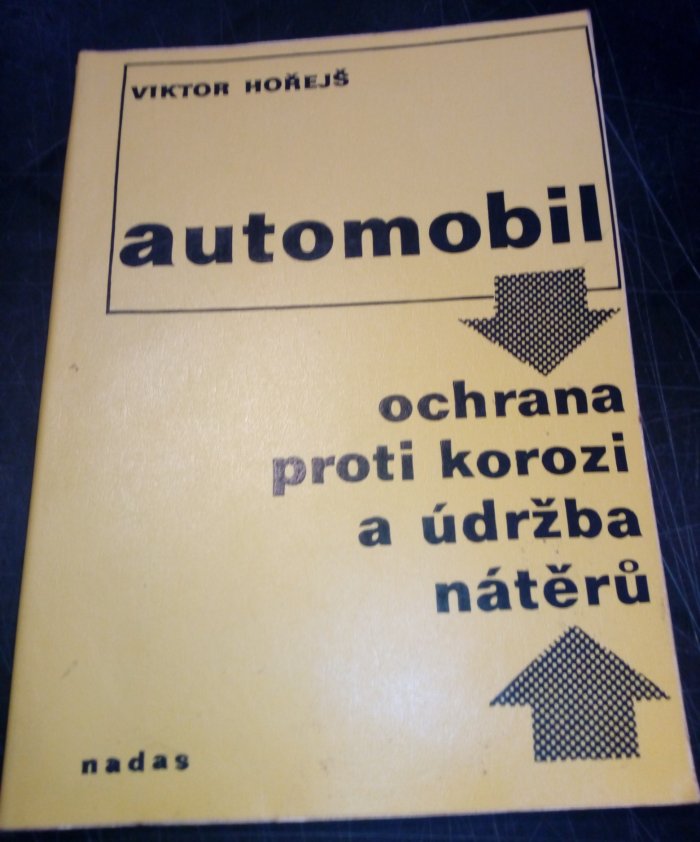 VIKTOR HOŘEJŠ
automobil
ochrana
proti korozi
a údržba
nátěrů
nadas